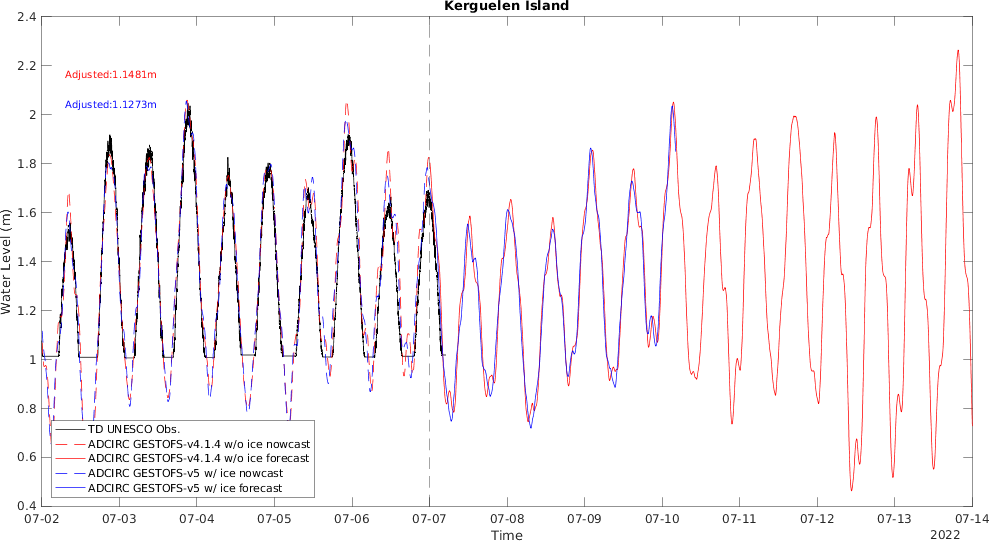 Kerguelen Island
2.4
2.2
2
1.8
1.6
1.4
1.2
1
0.8
0.6
0.4
Water Level (m)
Adjusted:1.1481m
Adjusted:1.1273m
TD UNESCO Obs.
ADCIRC GESTOFS-v4.1.4 w/o ice nowcast
ADCIRC GESTOFS-v4.1.4 w/o ice forecast
ADCIRC GESTOFS-v5 w/ ice nowcast
ADCIRC GESTOFS-v5 w/ ice forecast
07-02 07-03 07-04 07-05 07-06 07-07 07-08 07-09 07-10 07-11 07-12 07-13 07-14
Time
2022